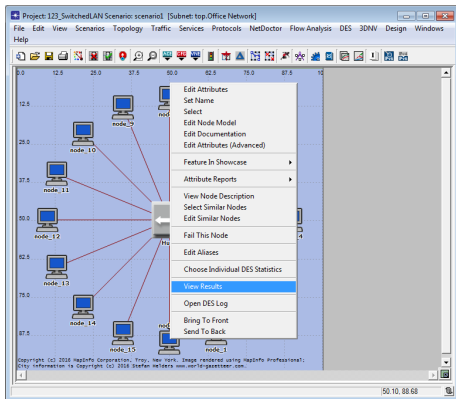 Project: 123_SwitchedLAN Scenario: scenario1 [Subnet: top.Office Network]
File Edit View Scenarios Topology Traffic Services Protocols NetDoctor Flow Analysis DES 3DNV Design Windows
Help
0.0 12.5 25.0 37.5 50.0 62.5 75.0 87.5 10
12.5
25.0
37.5
50.0
62.5
75.0
87.5
node_9
node_10
node_11
node_12
node_13
node_14
node_15
node_1
Edit Attributes
Set Name
Select
Edit Node Model
Edit Documentation
Edit Attributes (Advanced)
Feature In Showcase
Attribute Reports
View Node Description
Select Similar Nodes
Edit Similar Nodes
Fail This Node
Edit Aliases
Choose Individual DES Statistics
View Results
Open DES Log
Bring To Front
Send To Back
Copyright (c) 2016 MapInfo Corporation, Troy, New York. Image rendered using MapInfo Professional;
City information is Copyright (c) 2016 Stefan Helders www.world-gazetteer.com.
50.10, 88.68